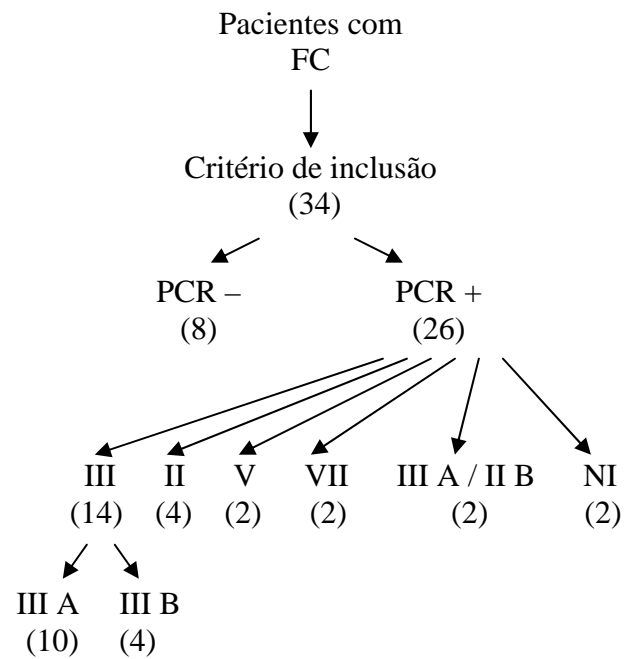 Pacientes com
FC
Critério de inclusão
(34)
PCR –
(8)
PCR +
(26)
III
(14)
II
(4)
V
(2)
VII
(2)
III A / II B
(2)
NI
(2)
III A
(10)
III B
(4)